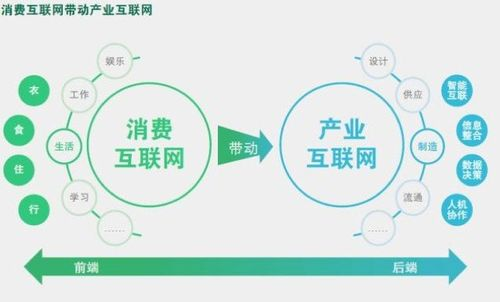 消费互联网带动产业互联网
娱乐
工作
生活
学习
......
衣
食
住
行
消费
互联网
带动
产业
互联网
设计
供应
制造
流通
......
智能
互联
信息
整合
数据
决策
人机
协作
前端
后端